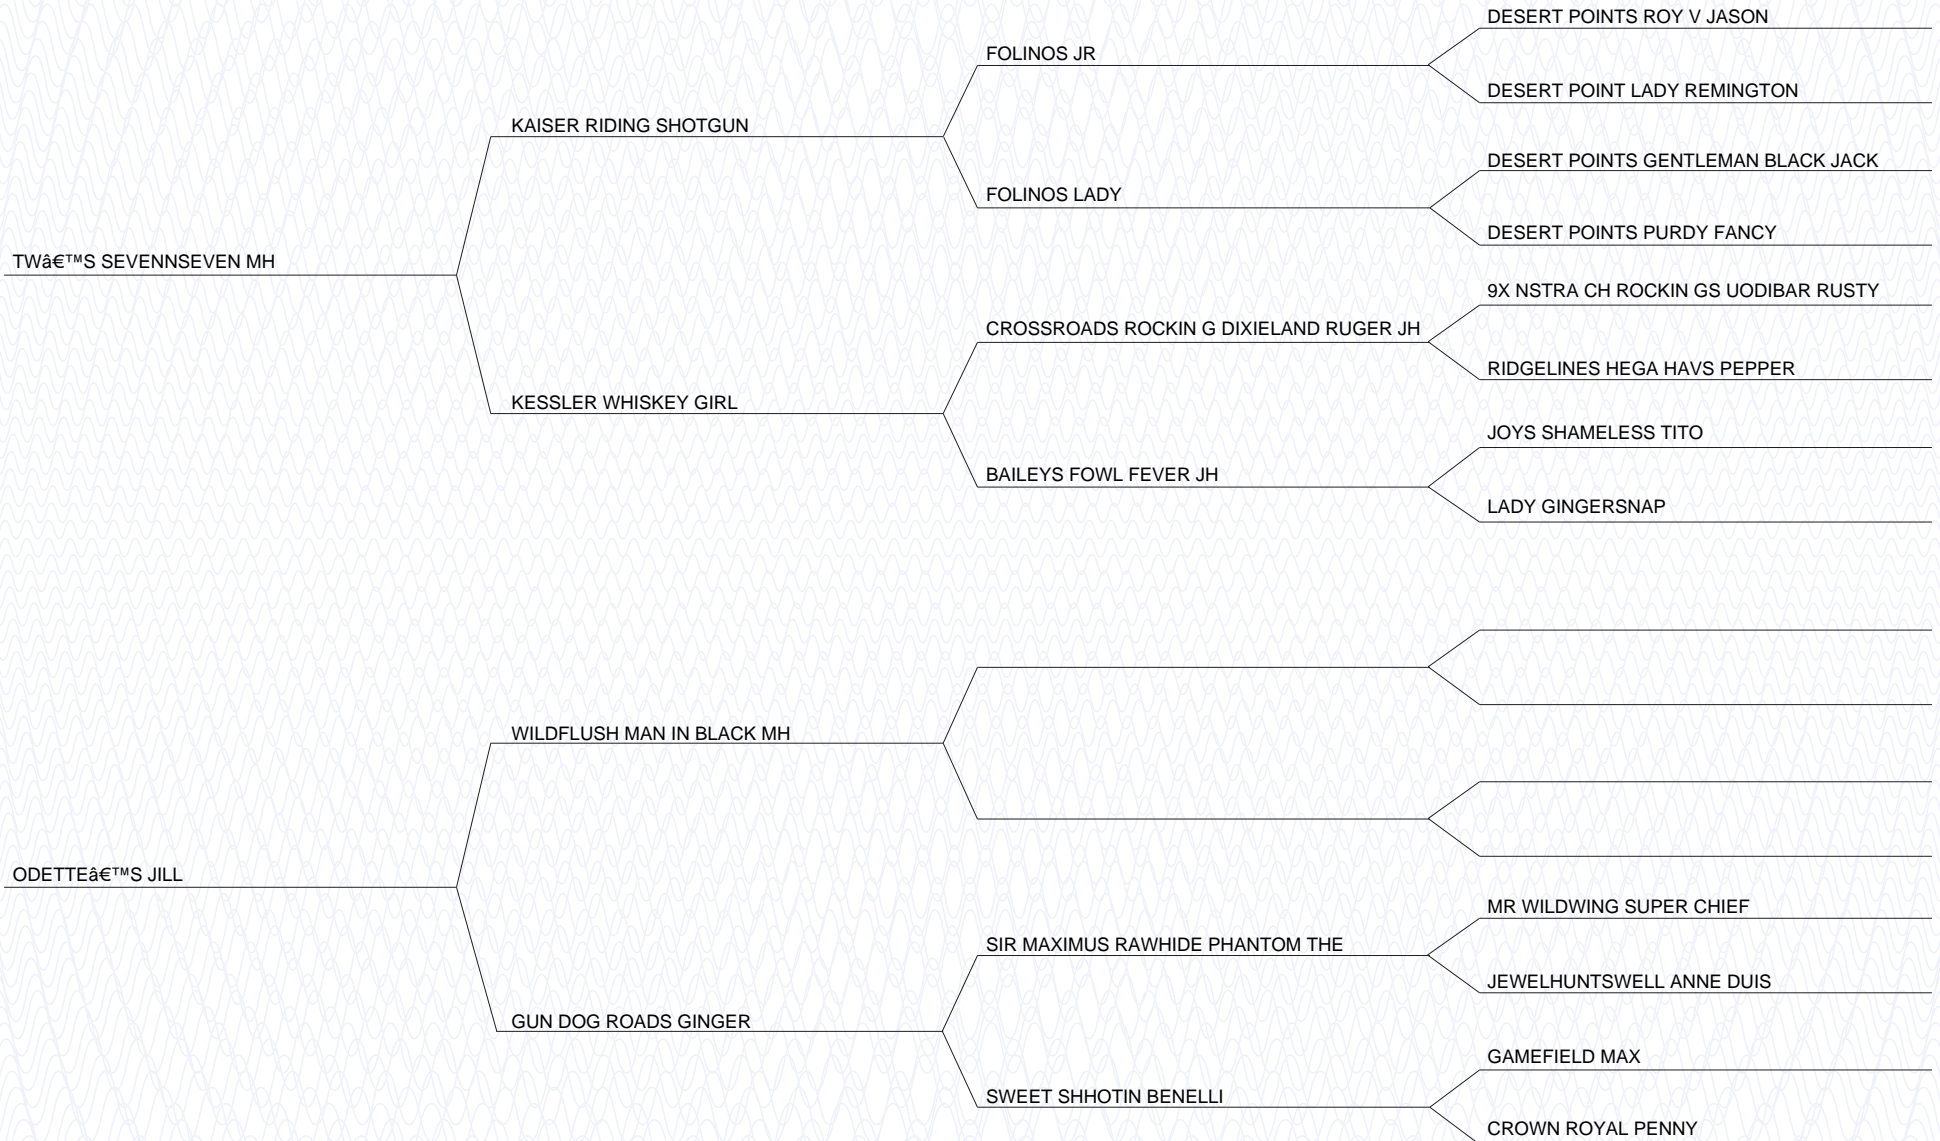 DESERT POINTS ROY V JASON
FOLINOS JR
DESERT POINT LADY REMINGTON
KAISER RIDING SHOTGUN
DESERT POINTS GENTLEMAN BLACK JACK
FOLINOS LADY
DESERT POINTS PURDY FANCY
TWâ€™S SEVENNSEVEN MH
9X NSTRA CH ROCKIN GS UODIBAR RUSTY
CROSSROADS ROCKIN G DIXIELAND RUGER JH
RIDGELINES HEGA HAVS PEPPER
KESSLER WHISKEY GIRL
JOYS SHAMELESS TITO
BAILEYS FOWL FEVER JH
LADY GINGERSNAP
WILDFLUSH MAN IN BLACK MH
ODETTEâ€™S JILL
MR WILDWING SUPER CHIEF
SIR MAXIMUS RAWHIDE PHANTOM THE
JEWELHUNTSWELL ANNE DUIS
GUN DOG ROADS GINGER
GAMEFIELD MAX
SWEET SHHOTIN BENELLI
CROWN ROYAL PENNY